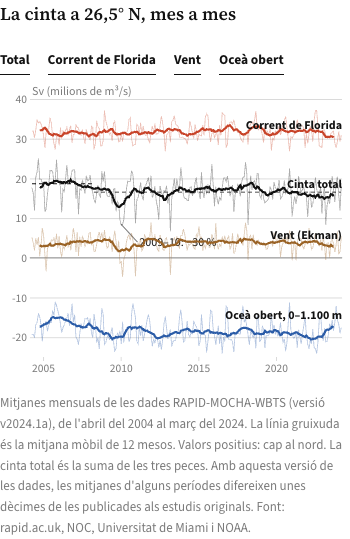 La cinta a 26,5° N, mes a mes
Total Corrent de Florida Vent Oceà obert
Sv (milions de m³/s)
40
Corrent de Florida
30
20
Cinta total
10
2009-10: −30 %
Vent (Ekman)
0
-10
Oceà obert, 0–1.100 m
-20
2005 2010 2015 2020
Mitjanes mensuals de les dades RAPID-MOCHA-WBTS (versió
v2024.1a), de l'abril del 2004 al març del 2024. La línia gruixuda
és la mitjana mòbil de 12 mesos. Valors positius: cap al nord. La
cinta total és la suma de les tres peces. Amb aquesta versió de
les dades, les mitjanes d'alguns períodes difereixen unes
dècimes de les publicades als estudis originals. Font:
rapid.ac.uk, NOC, Universitat de Miami i NOAA.